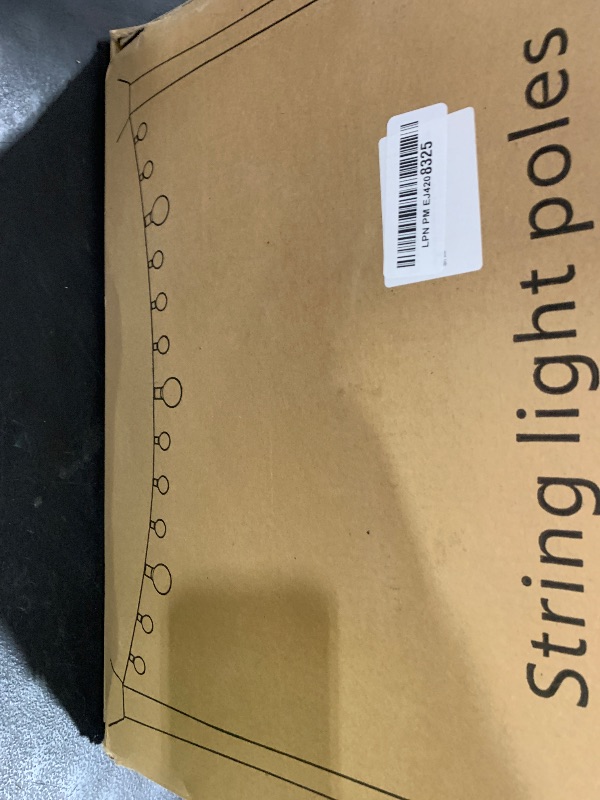 String light poles
LPN PM EJ4208325